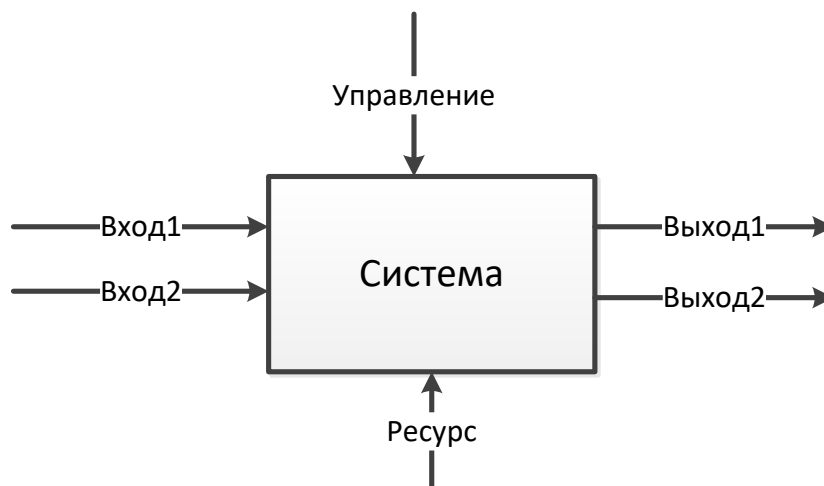 Управление
Вход1
Выход1
Система
Вход2
Выход2
Ресурс